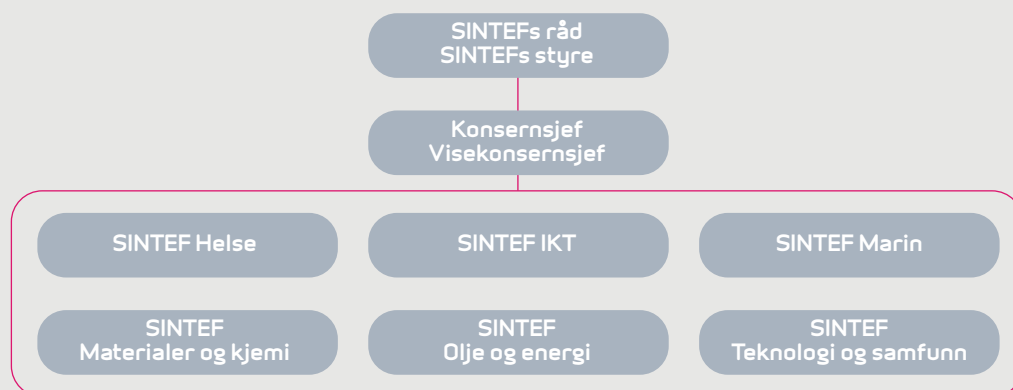 SINTEFs råd
SINTEFs styre
Konsernsjef
Visekonsernsjef
SINTEF Helse
SINTEF IKT
SINTEF Marin
SINTEF
Materialer og kjemi
SINTEF
Olje og energi
SINTEF
Teknologi og samfunn